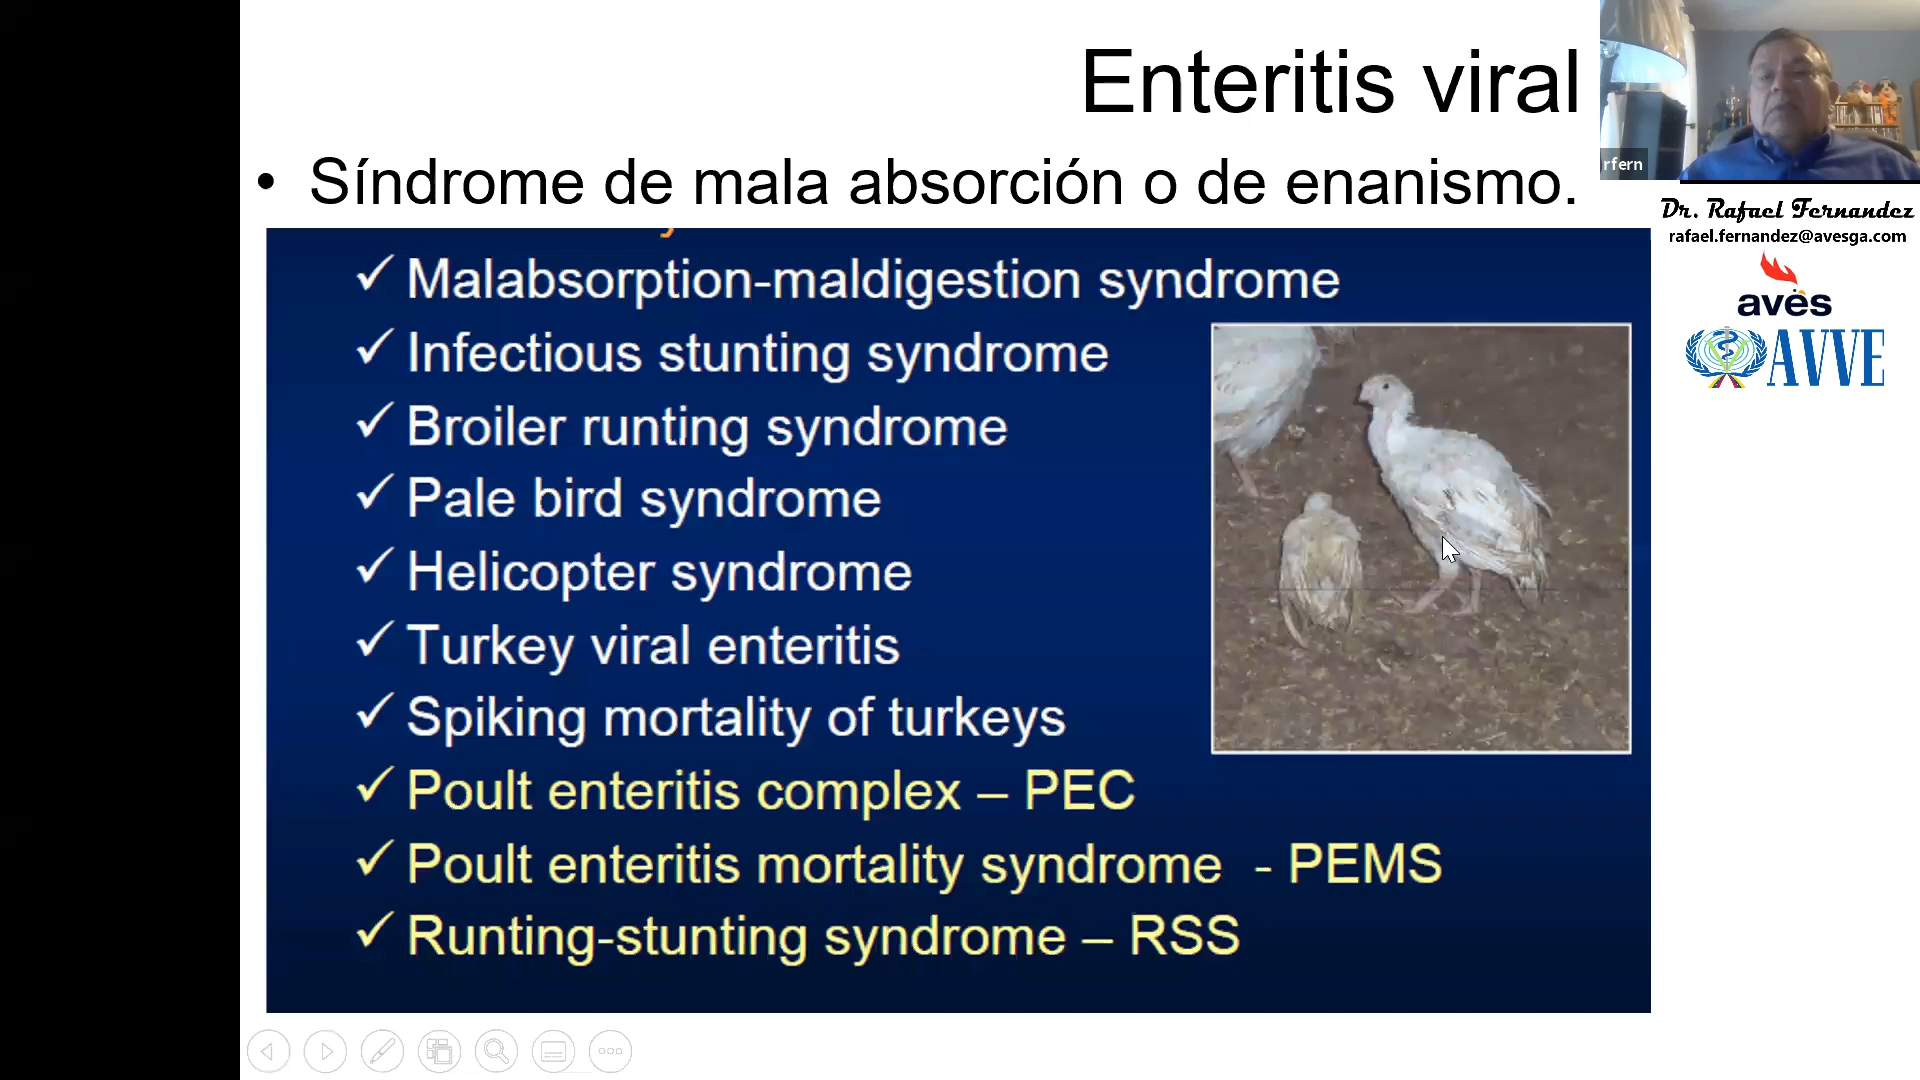 Enteritis viral
• Síndrome de mala absorción o de enanismo.
✓ Malabsorption-maldigestion syndrome
✓ Infectious stunting syndrome
✓ Broiler runting syndrome
✓ Pale bird syndrome
✓ Helicopter syndrome
✓ Turkey viral enteritis
✓ Spiking mortality of turkeys
✓ Poult enteritis complex – PEC
✓ Poult enteritis mortality syndrome - PEMS
✓ Runting-stunting syndrome – RSS
rfern
Dr. Rafael Fernandez
rafael.fernandez@avesga.com
avès
AVVE